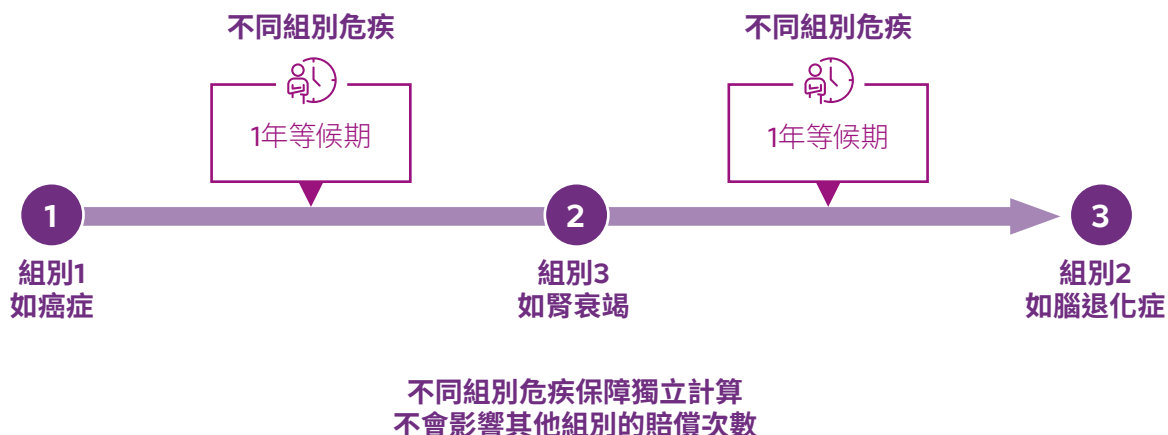 不同組別危疾
1年等候期
不同組別危疾
1年等候期
1
組別1
如癌症
2
組別3
如腎衰竭
3
組別2
如腦退化症
不同組別危疾保障獨立計算
不會影響其他組別的賠償次數